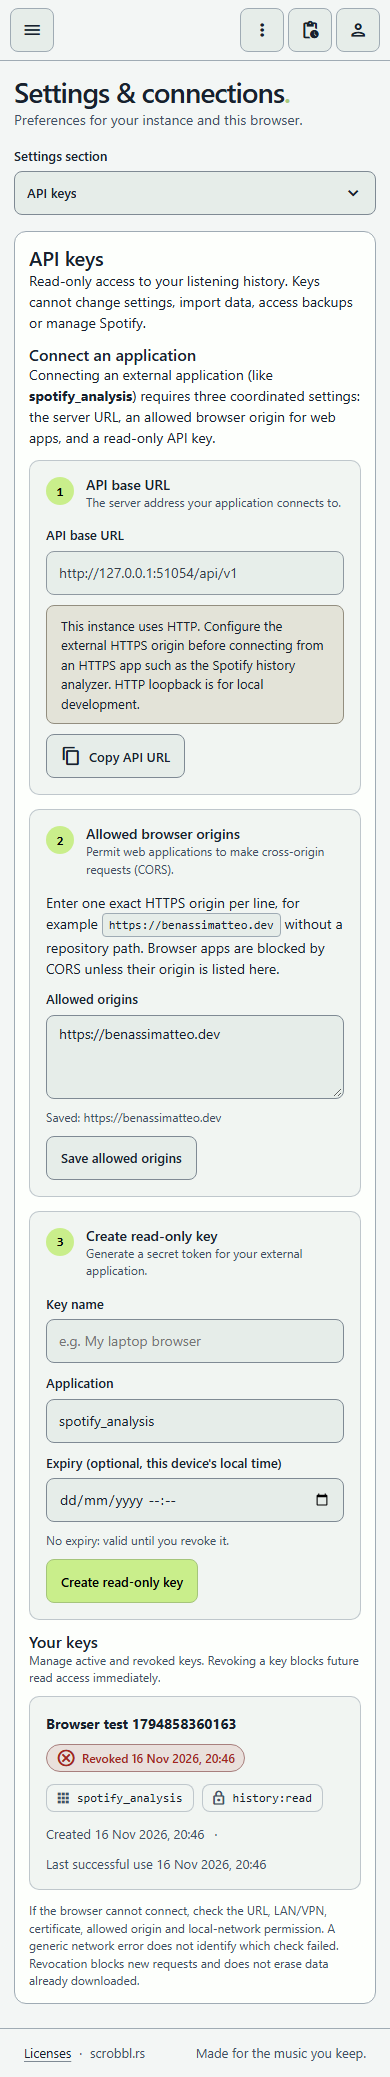 Settings & connections.
Preferences for your instance and this browser.
Settings section
API keys
API keys
Read-only access to your listening history. Keys
cannot change settings, import data, access backups
or manage Spotify.
Connect an application
Connecting an external application (like
spotify_analysis) requires three coordinated settings:
the server URL, an allowed browser origin for web
apps, and a read-only API key.
1
API base URL
The server address your application connects to.
API base URL
http://127.0.0.1:51054/api/v1
This instance uses HTTP. Configure the
external HTTPS origin before connecting from
an HTTPS app such as the Spotify history
analyzer. HTTP loopback is for local
development.
Copy API URL
2
Allowed browser origins
Permit web applications to make cross-origin
requests (CORS).
Enter one exact HTTPS origin per line, for
example https://benassimatteo.dev without a
repository path. Browser apps are blocked by
CORS unless their origin is listed here.
Allowed origins
https://benassimatteo.dev
Saved: https://benassimatteo.dev
Save allowed origins
3
Create read-only key
Generate a secret token for your external
application.
Key name
e.g. My laptop browser
Application
spotify_analysis
Expiry (optional, this device's local time)
dd/mm/yyyy --:--
No expiry: valid until you revoke it.
Create read-only key
Your keys
Manage active and revoked keys. Revoking a key blocks future
read access immediately.
Browser test 1794858360163
Revoked 16 Nov 2026, 20:46
spotify_analysis
history:read
Created 16 Nov 2026, 20:46 ·
Last successful use 16 Nov 2026, 20:46
If the browser cannot connect, check the URL, LAN/VPN,
certificate, allowed origin and local-network permission. A
generic network error does not identify which check failed.
Revocation blocks new requests and does not erase data
already downloaded.
Licenses · scrobbl.rs
Made for the music you keep.